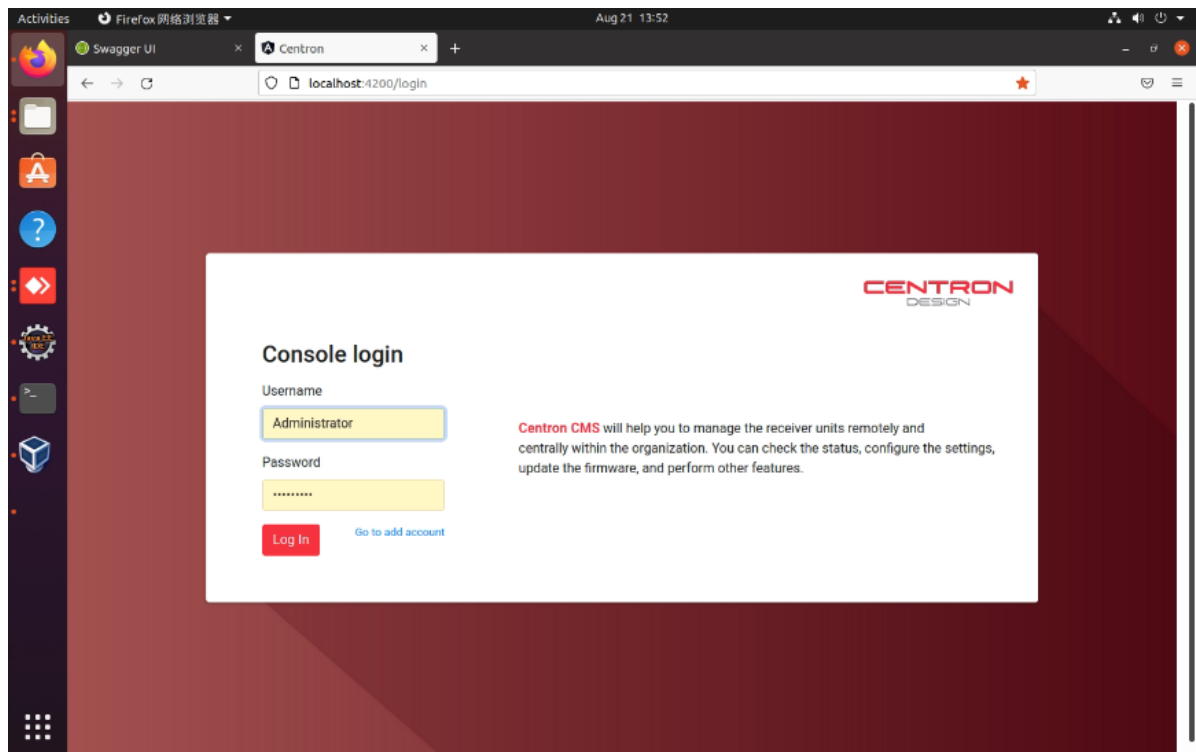 Activities Firefox 网络浏览器 Aug 21 13:52
Swagger UI × Centron × +
localhost:4200/login
CENTRON
DESIGN
Console login
Username
Administrator
Password
•••••••••
Log In Go to add account
Centron CMS will help you to manage the receiver units remotely and
centrally within the organization. You can check the status, configure the settings,
update the firmware, and perform other features.